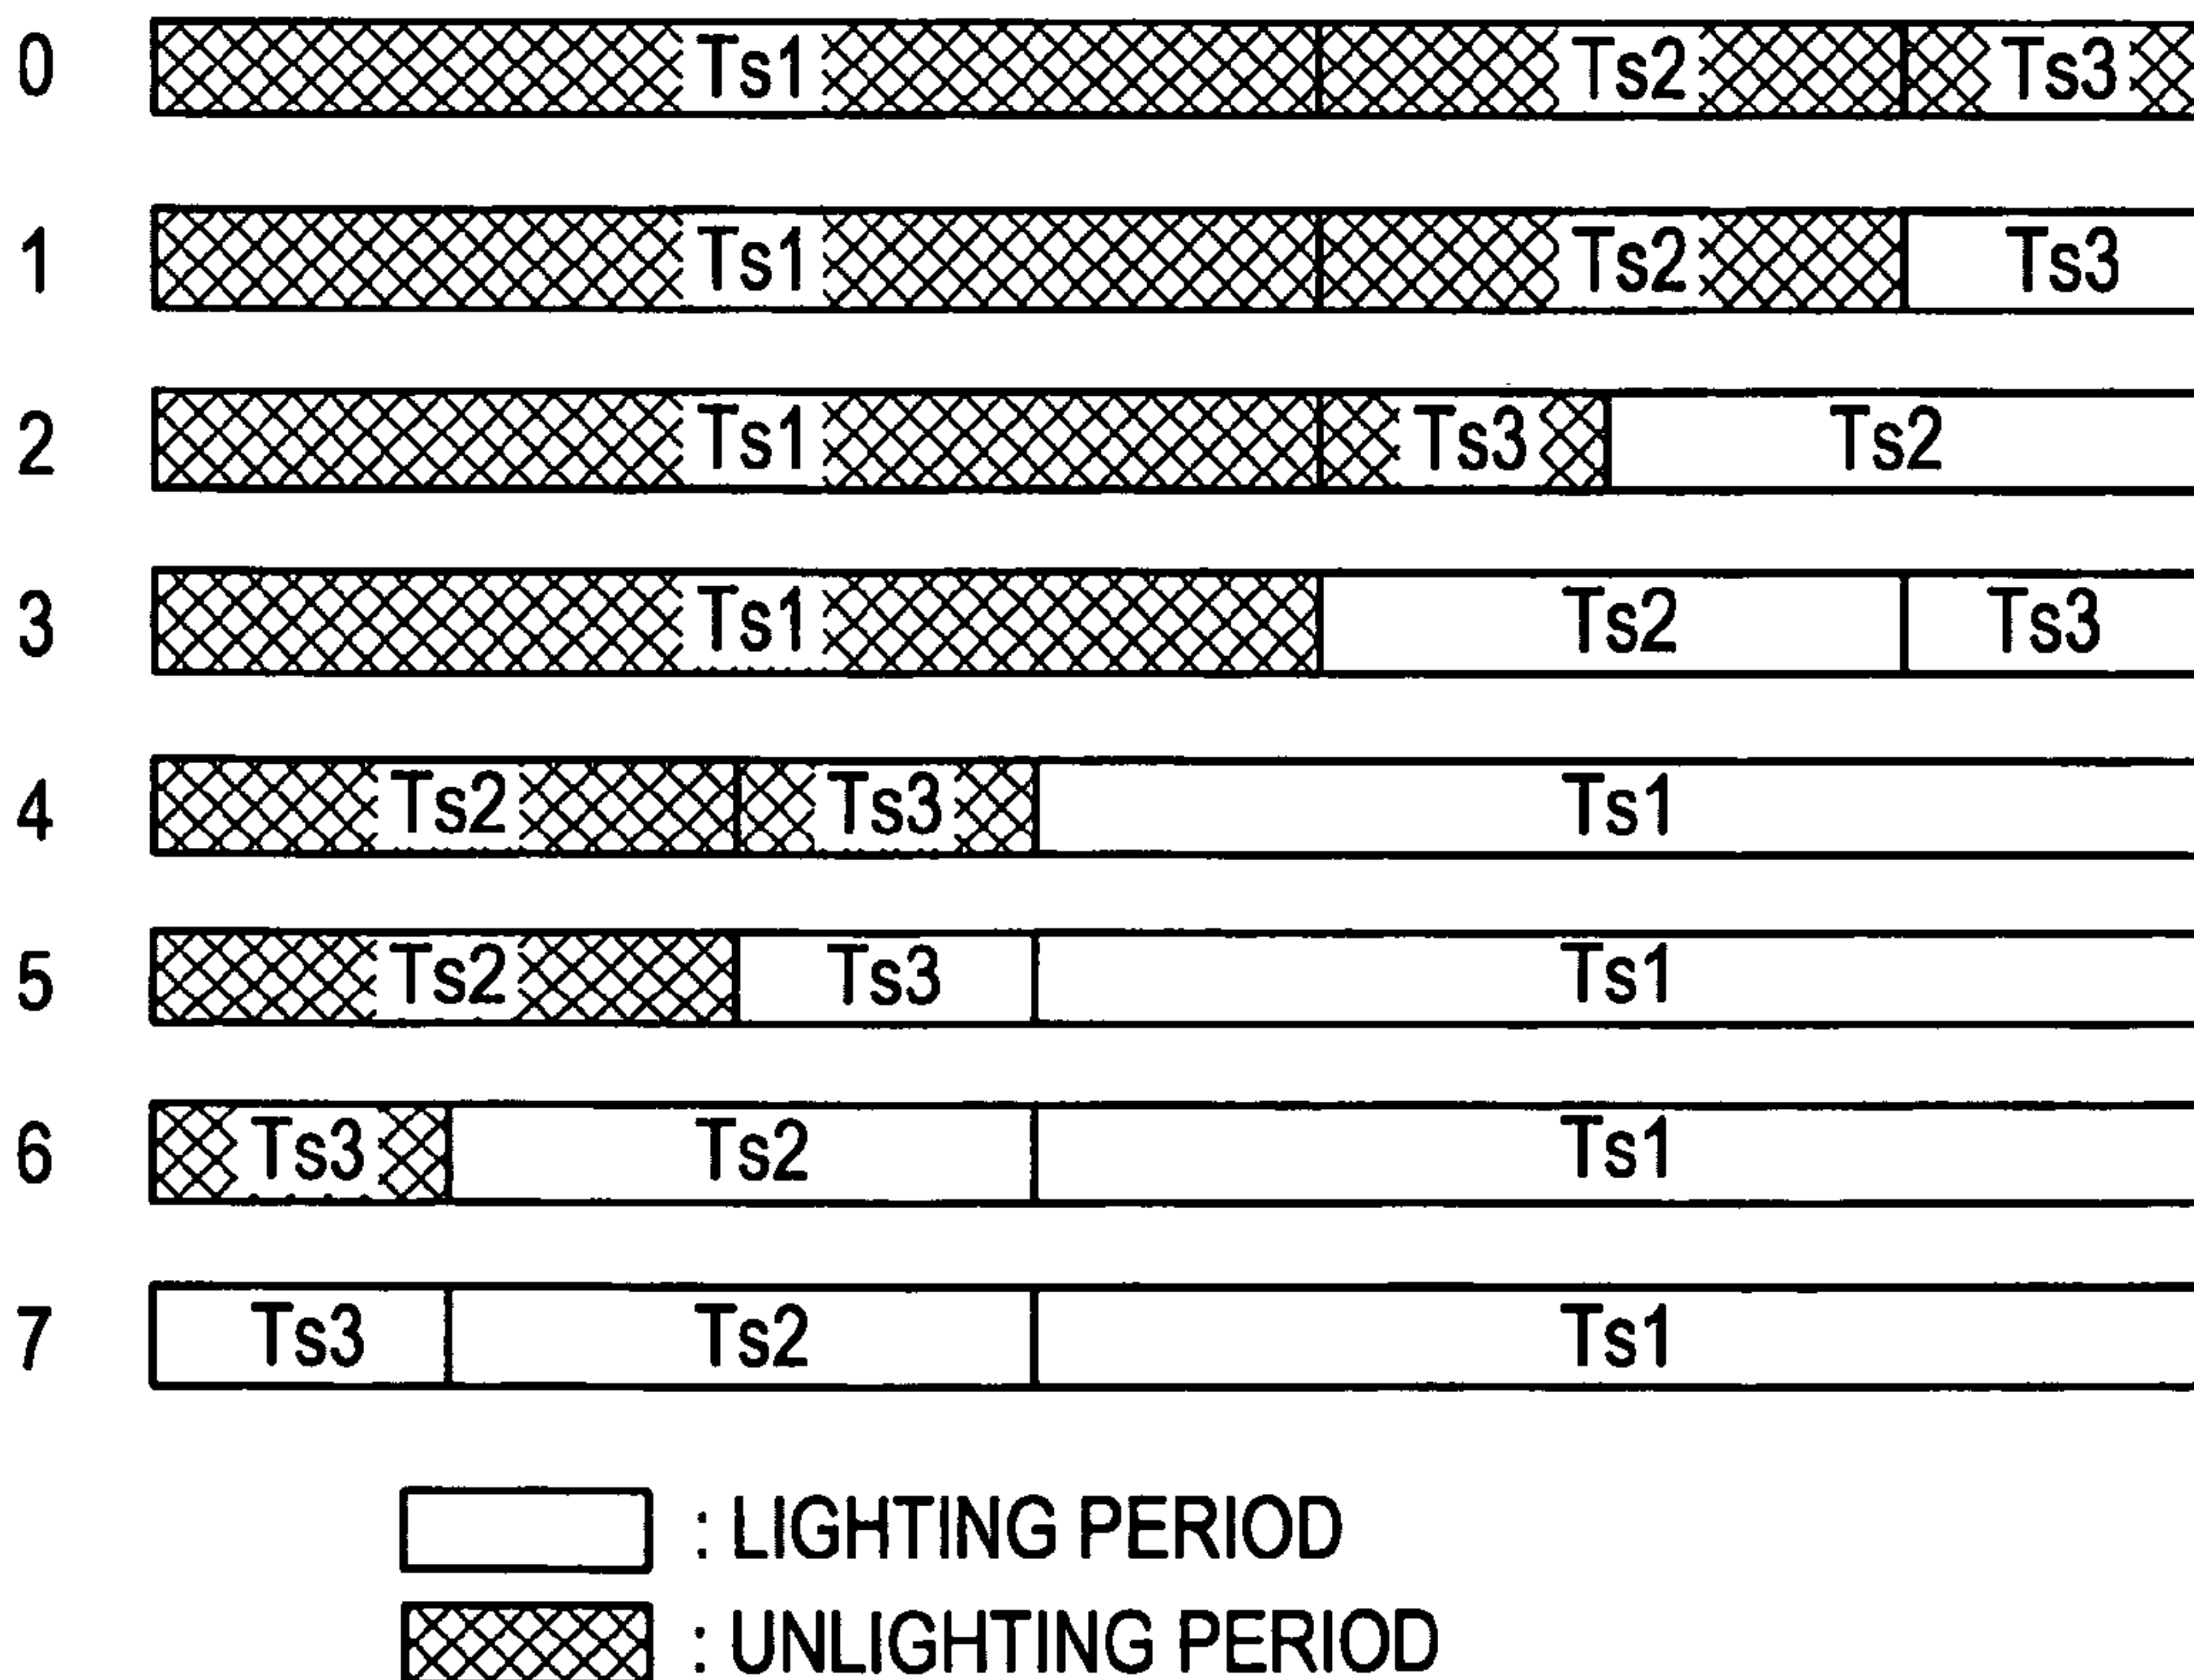 0 Ts1 Ts2 Ts3
1 Ts1 Ts2 Ts3
2 Ts1 Ts3 Ts2
3 Ts1 Ts2 Ts3
4 Ts2 Ts3 Ts1
5 Ts2 Ts3 Ts1
6 Ts3 Ts2 Ts1
7 Ts3 Ts2 Ts1
: LIGHTING PERIOD
: UNLIGHTING PERIOD